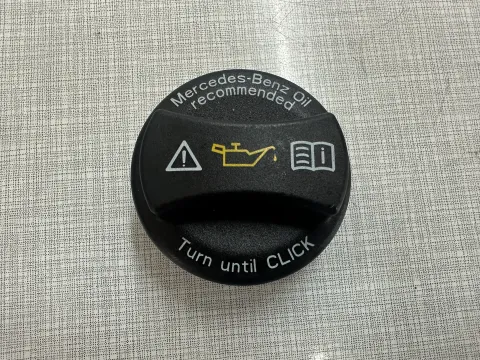 Mercedes-Benz Oil
recommended
Turn until CLICK